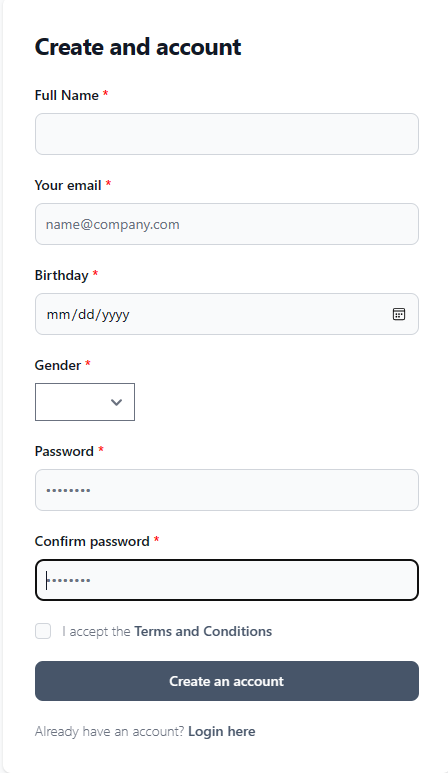 Create and account
Full Name *
Your email *
name@company.com
Birthday *
mm/dd/yyyy
Gender *
Password *
••••••••
Confirm password *
••••••••
I accept the Terms and Conditions
Create an account
Already have an account? Login here